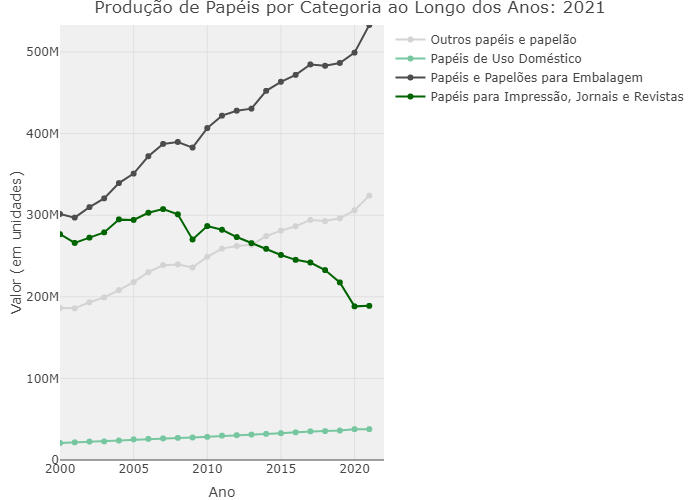 Produção de Papéis por Categoria ao Longo dos Anos: 2021
500M
400M
300M
200M
100M
0
Valor (em unidades)
2000
2005
2010
2015
2020
Ano
Outros papéis e papelão
Papéis de Uso Doméstico
Papéis e Papelões para Embalagem
Papéis para Impressão, Jornais e Revistas